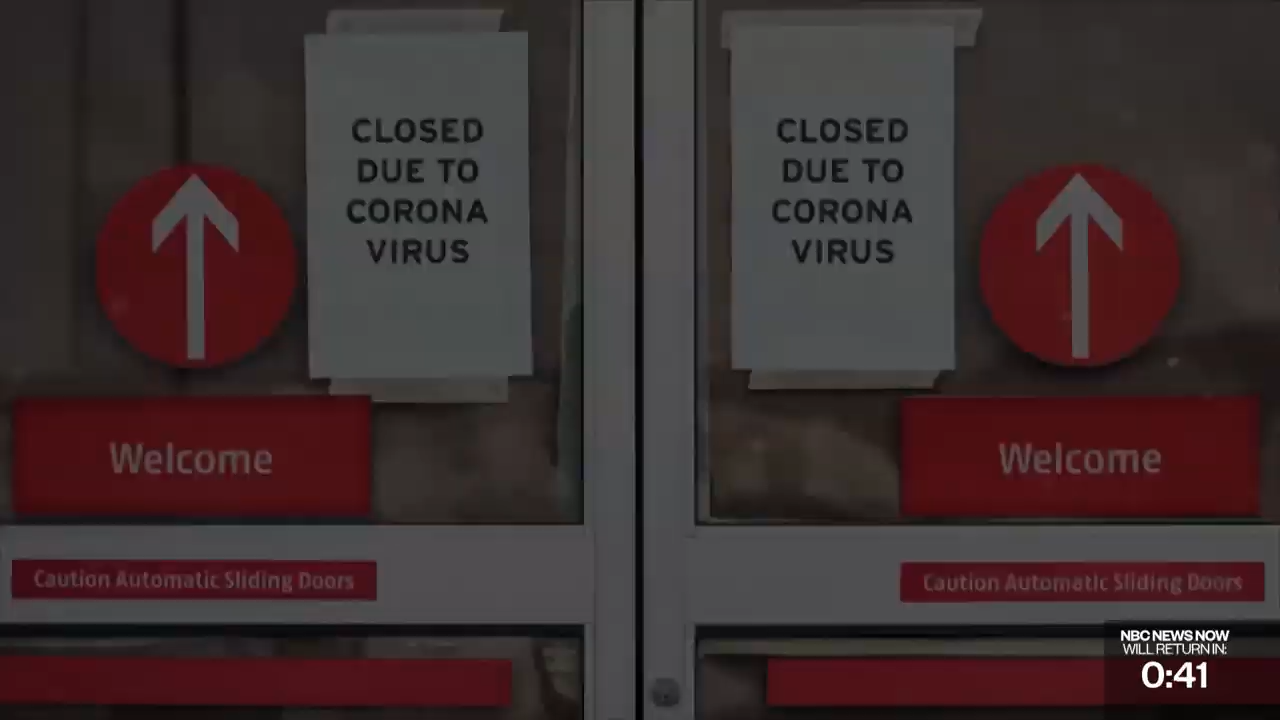 CLOSED
DUE TO
CORONA
VIRUS
CLOSED
DUE TO
CORONA
VIRUS
Welcome
Welcome
Caution Automatic Sliding Doors
Caution Automatic Sliding Doors
NBC NEWS NOW
WILL RETURN IN:
0:41